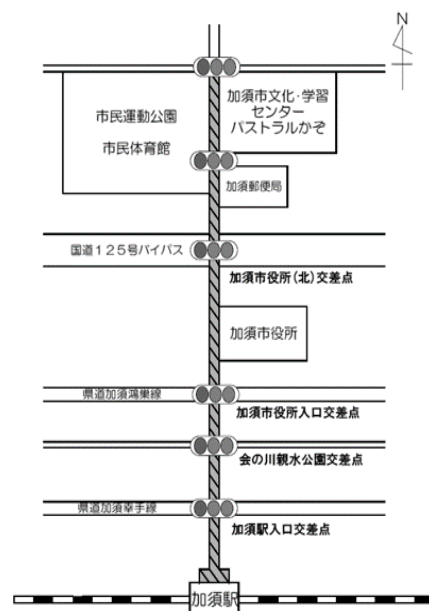 N
加須市文化・学習
センター
パストラルかぞ
市民運動公園
市民体育館
加須郵便局
国道125号バイパス
加須市役所(北)交差点
加須市役所
県道加須鴻巣線
加須市役所入口交差点
会の川親水公園交差点
県道加須幸手線
加須駅入口交差点
加須駅